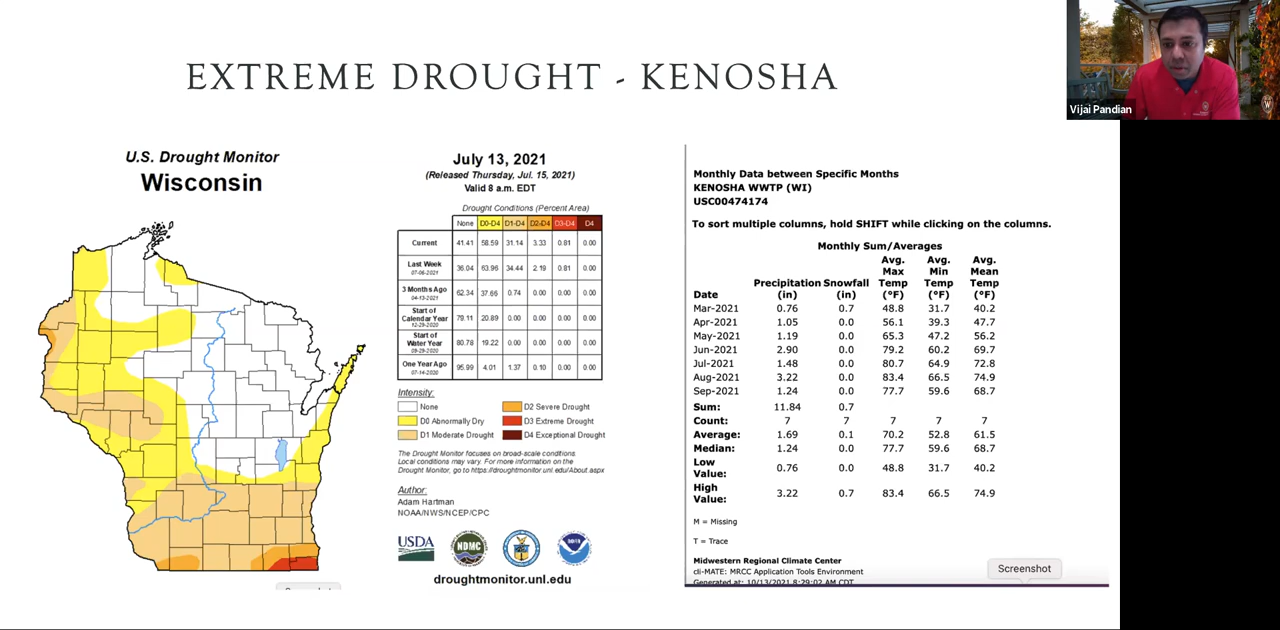 EXTREME DROUGHT - KENOSHA
Vijai Pandian
U.S. Drought Monitor
Wisconsin
July 13, 2021
(Released Thursday, Jul. 15, 2021)
Valid 8 a.m. EDT
Drought Conditions (Percent Area)
None D0-D4 D1-D4 D2-D4 D3-D4 D4
Current 41.41 58.59 31.14 3.33 0.81 0.00
Last Week 36.04 63.96 34.44 2.19 0.81 0.00
07-06-2021
3 Months Ago 62.34 37.66 0.74 0.00 0.00 0.00
04-13-2021
Start of
Calendar Year 79.11 20.89 0.00 0.00 0.00 0.00
12-29-2020
Start of
Water Year 80.78 19.22 0.00 0.00 0.00 0.00
09-29-2020
One Year Ago 95.99 4.01 1.37 0.10 0.00 0.00
07-14-2020
Intensity:
None
D0 Abnormally Dry
D1 Moderate Drought
D2 Severe Drought
D3 Extreme Drought
D4 Exceptional Drought
The Drought Monitor focuses on broad-scale conditions.
Local conditions may vary. For more information on the
Drought Monitor, go to https://droughtmonitor.unl.edu/About.aspx
Author:
Adam Hartman
NOAA/NWS/NCEP/CPC
USDA
NDMC
droughtmonitor.unl.edu
Monthly Data between Specific Months
KENOSHA WWTP (WI)
USC00474174
To sort multiple columns, hold SHIFT while clicking on the columns.
Monthly Sum/Averages
Date Precipitation (in) Snowfall (in) Avg. Max Temp (°F) Avg. Min Temp (°F) Avg. Mean Temp (°F)
Mar-2021 0.76 0.7 48.8 31.7 40.2
Apr-2021 1.05 0.0 56.1 39.3 47.7
May-2021 1.19 0.0 65.3 47.2 56.2
Jun-2021 2.90 0.0 79.2 60.2 69.7
Jul-2021 1.48 0.0 80.7 64.9 72.8
Aug-2021 3.22 0.0 83.4 66.5 74.9
Sep-2021 1.24 0.0 77.7 59.6 68.7
Sum: 11.84 0.7
Count: 7 7 7 7 7
Average: 1.69 0.1 70.2 52.8 61.5
Median: 1.24 0.0 77.7 59.6 68.7
Low Value: 0.76 0.0 48.8 31.7 40.2
High Value: 3.22 0.7 83.4 66.5 74.9
M = Missing
T = Trace
Midwestern Regional Climate Center
cli-MATE: MRCC Application Tools Environment
Generated at: 10/13/2021 8:29:02 AM CDT
Screenshot